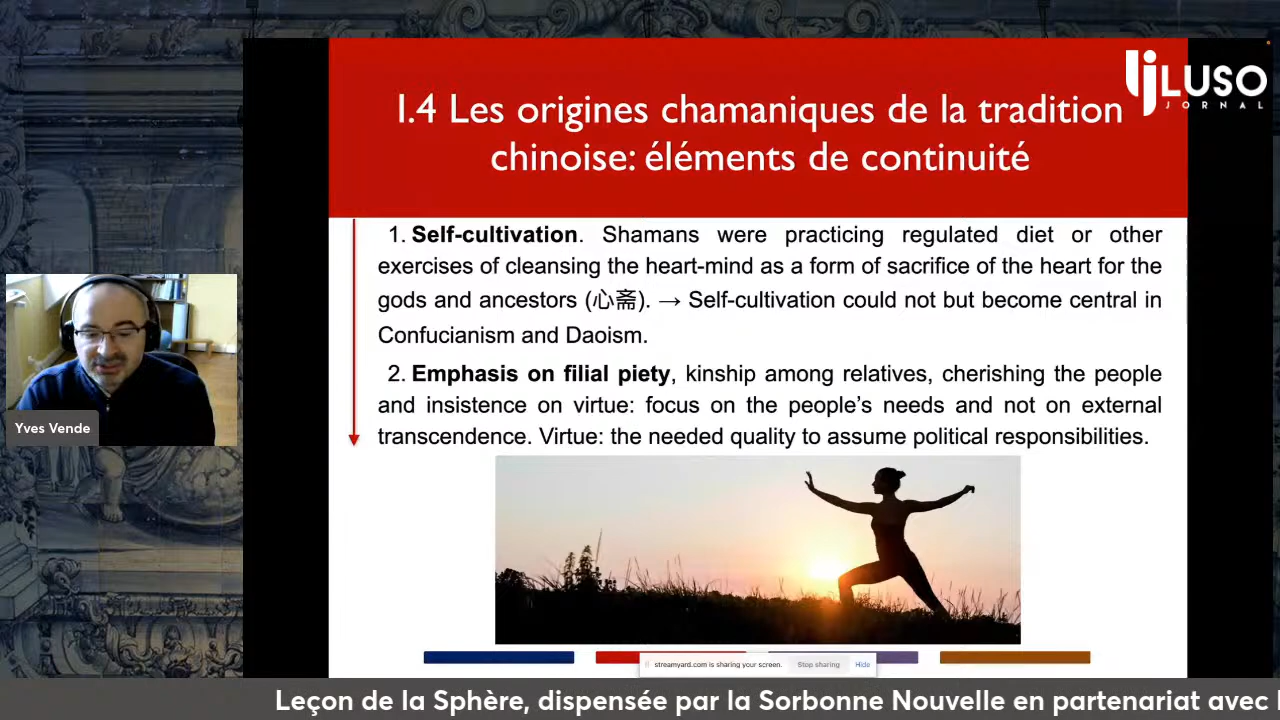 LUSO
JORNAL
1.4 Les origines chamaniques de la tradition
chinoise: éléments de continuité
1. Self-cultivation. Shamans were practicing regulated diet or other
exercises of cleansing the heart-mind as a form of sacrifice of the heart for the
gods and ancestors (心斋). → Self-cultivation could not but become central in
Confucianism and Daoism.
2. Emphasis on filial piety, kinship among relatives, cherishing the people
and insistence on virtue: focus on the people's needs and not on external
transcendence. Virtue: the needed quality to assume political responsibilities.
Yves Vende
streamyard.com is sharing your screen. Stop sharing Hide
Leçon de la Sphère, dispensée par la Sorbonne Nouvelle en partenariat avec